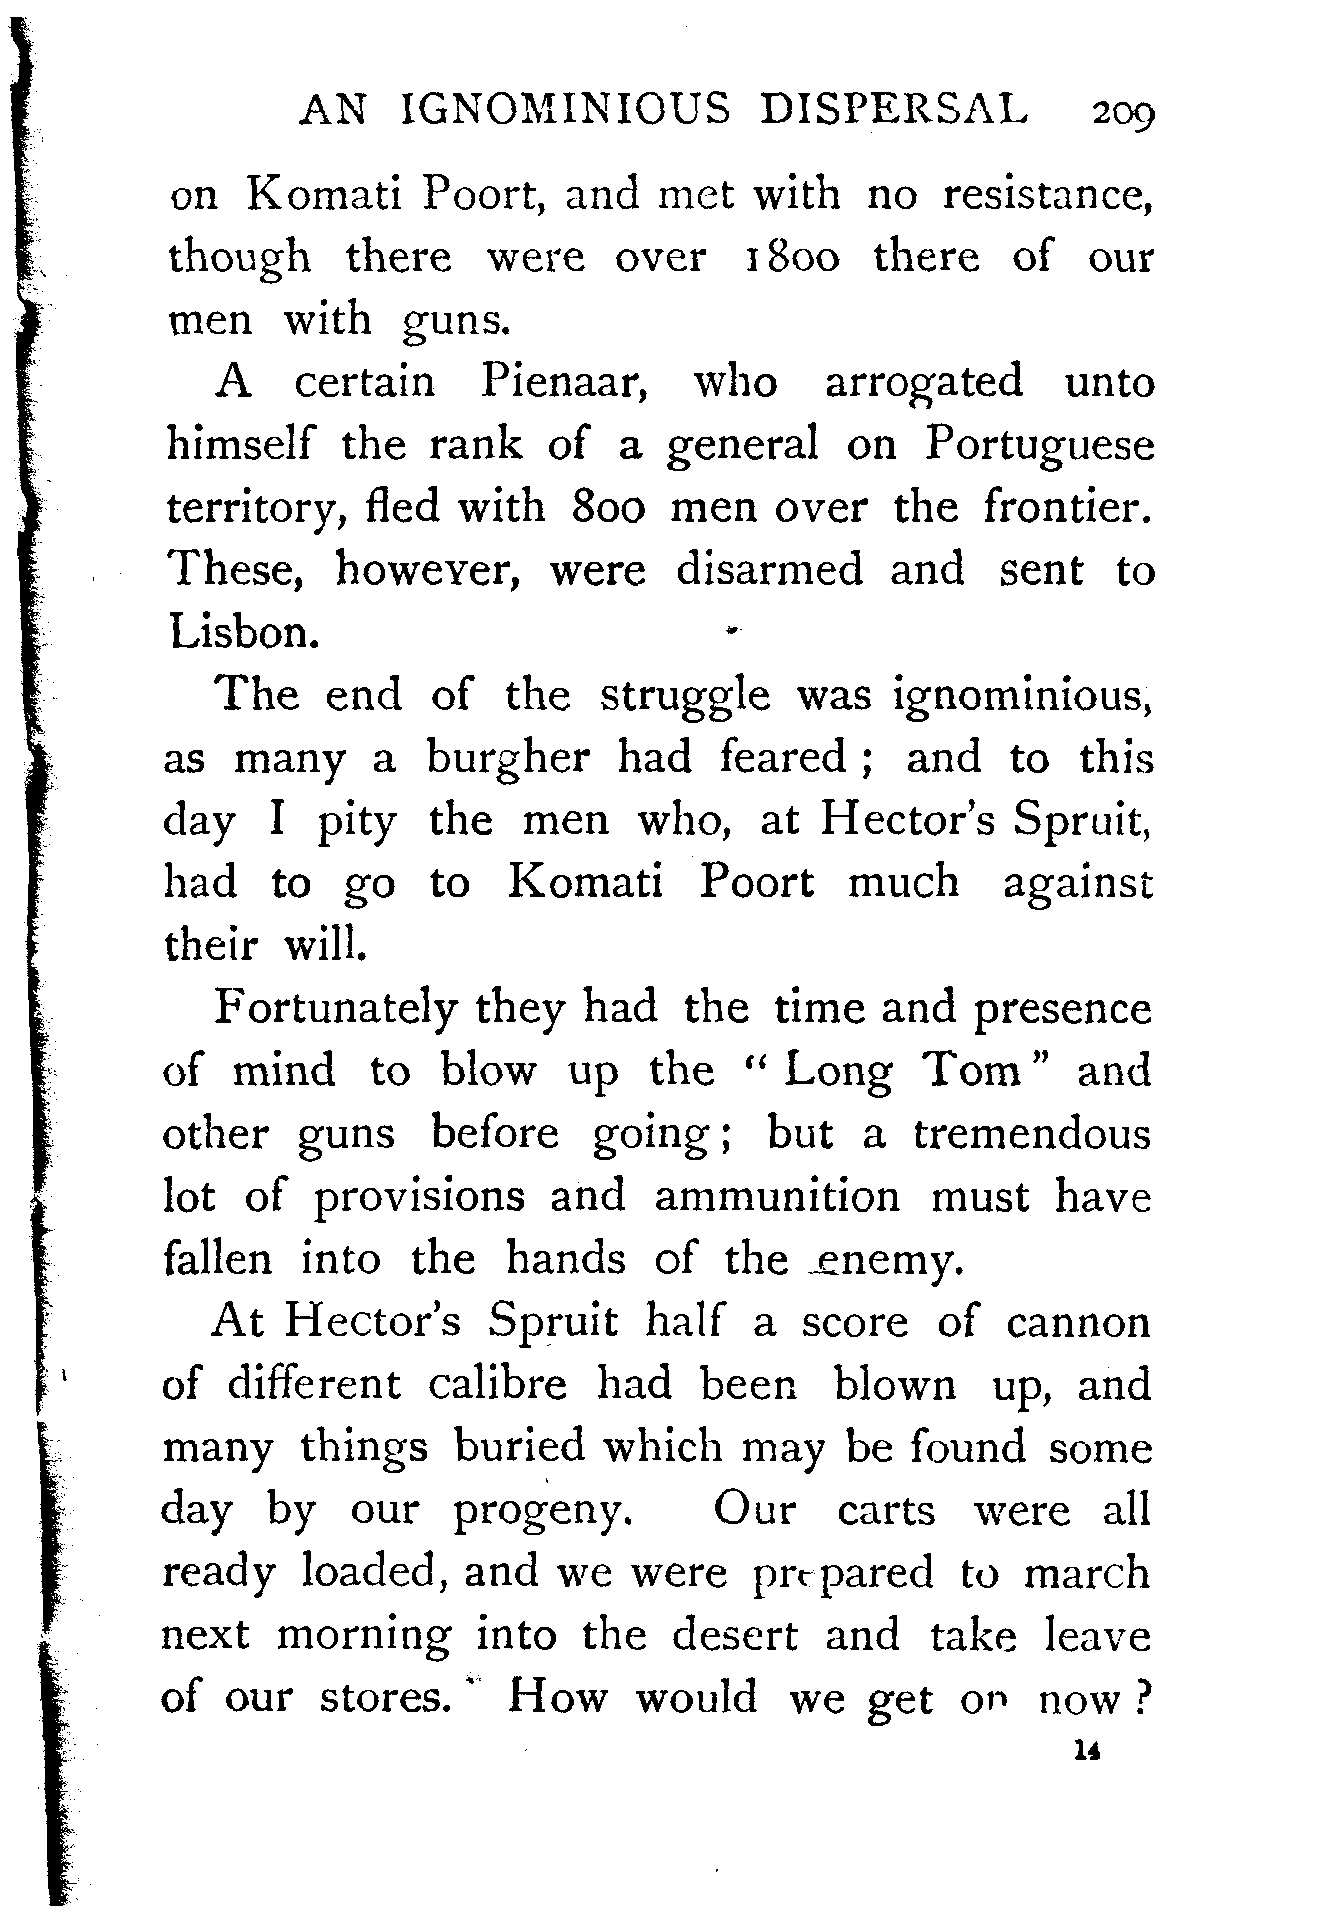 AN IGNOMINIOUS DISPERSAL 209
on Komati Poort, and met with no resistance,
though there were over 1800 there of our
men with guns.
A certain Pienaar, who arrogated unto
himself the rank of a general on Portuguese
territory, fled with 800 men over the frontier.
These, however, were disarmed and sent to
Lisbon.
The end of the struggle was ignominious,
as many a burgher had feared ; and to this
day I pity the men who, at Hector's Spruit,
had to go to Komati Poort much against
their will.
Fortunately they had the time and presence
of mind to blow up the “ Long Tom ” and
other guns before going ; but a tremendous
lot of provisions and ammunition must have
fallen into the hands of the enemy.
At Hector's Spruit half a score of cannon
of different calibre had been blown up, and
many things buried which may be found some
day by our progeny. Our carts were all
ready loaded, and we were prepared to march
next morning into the desert and take leave
of our stores. How would we get on now ?
14